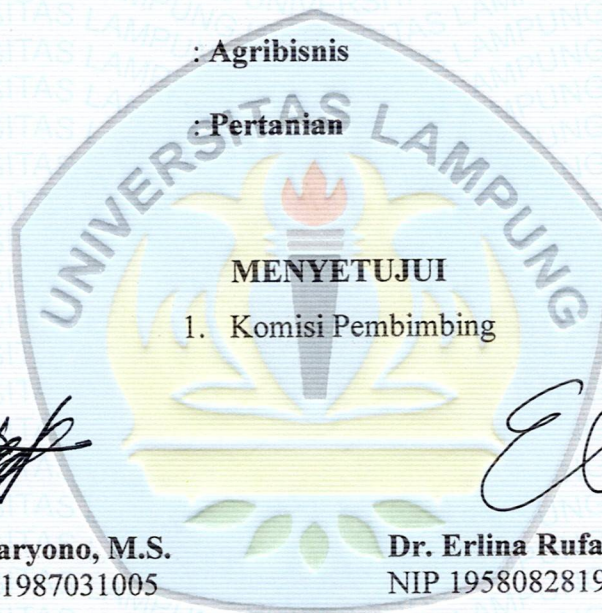 : Agribisnis
: Pertanian
UNIVERSITAS LAMPUNG
MENYETUJUI
1. Komisi Pembimbing
aryono, M.S.
Dr. Erlina Rufa
1987031005
NIP 1958082819